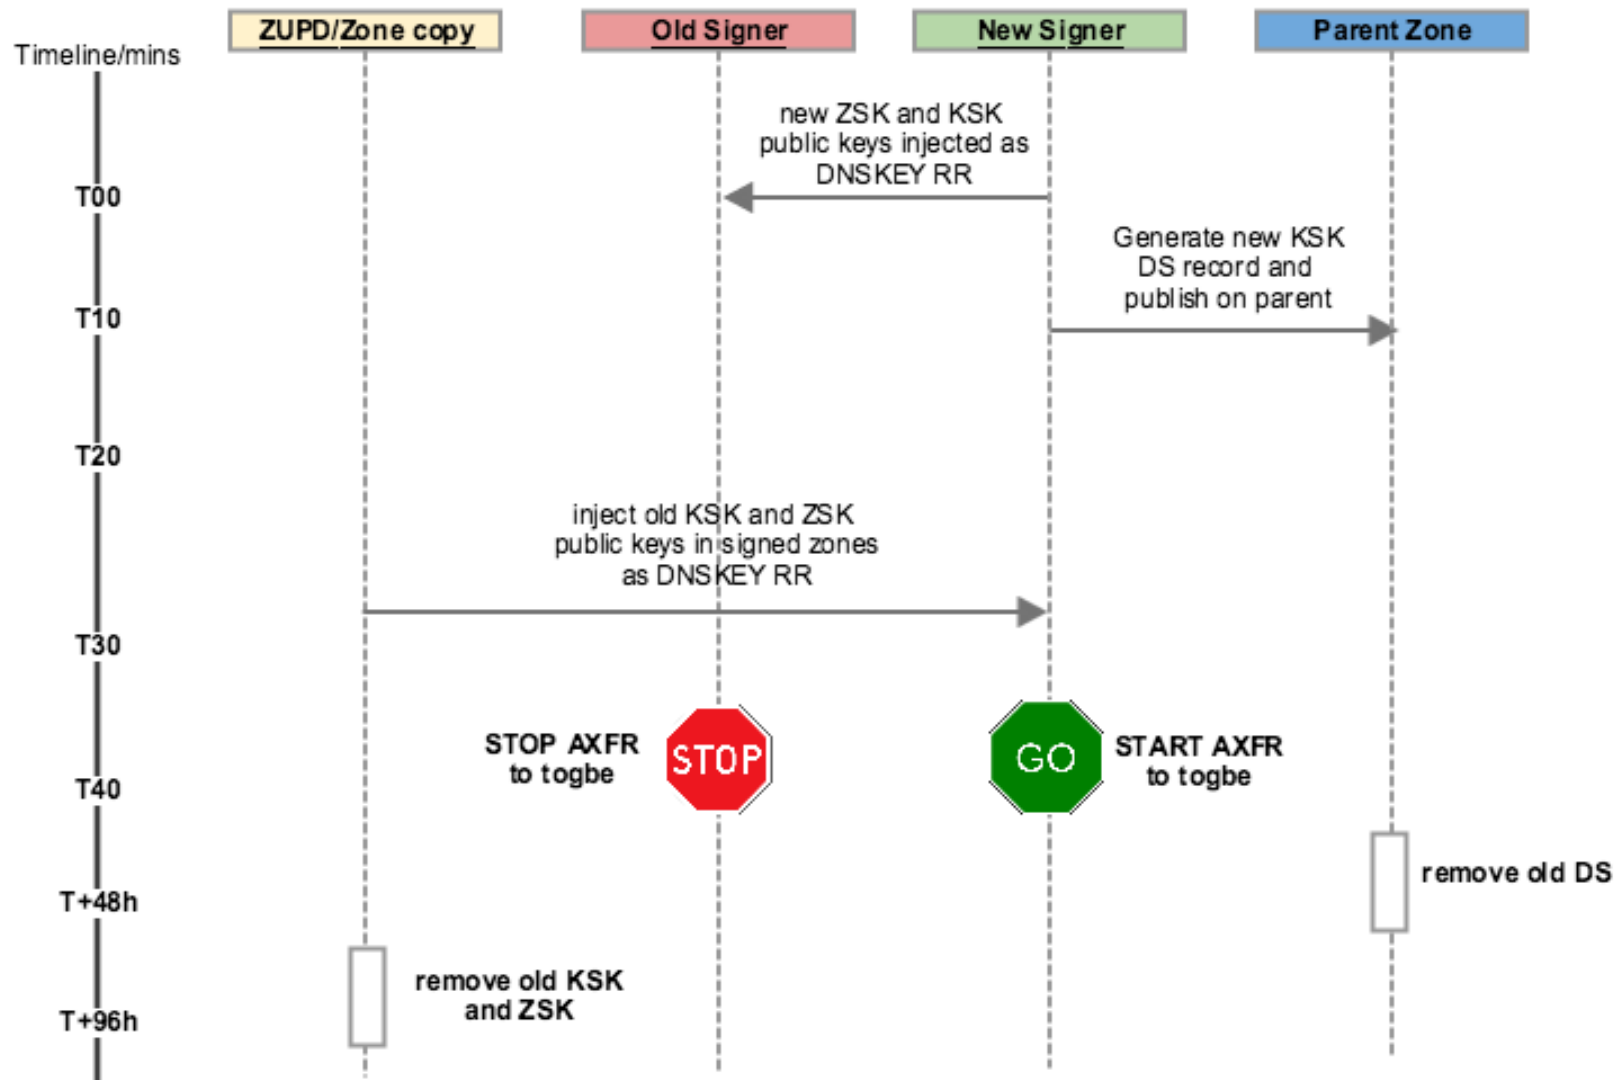 ZUPD/Zone copy
Old Signer
New Signer
Parent Zone
Timeline/mins
new ZSK and KSK
public keys injected as
DNSKEY RR
T00
Generate new KSK
DS record and
publish on parent
T10
T20
inject old KSK and ZSK
public keys in signed zones
as DNSKEY RR
T30
STOP AXFR
to togbe
STOP
GO
START AXFR
to togbe
T40
remove old DS
T+48h
remove old KSK
and ZSK
T+96h